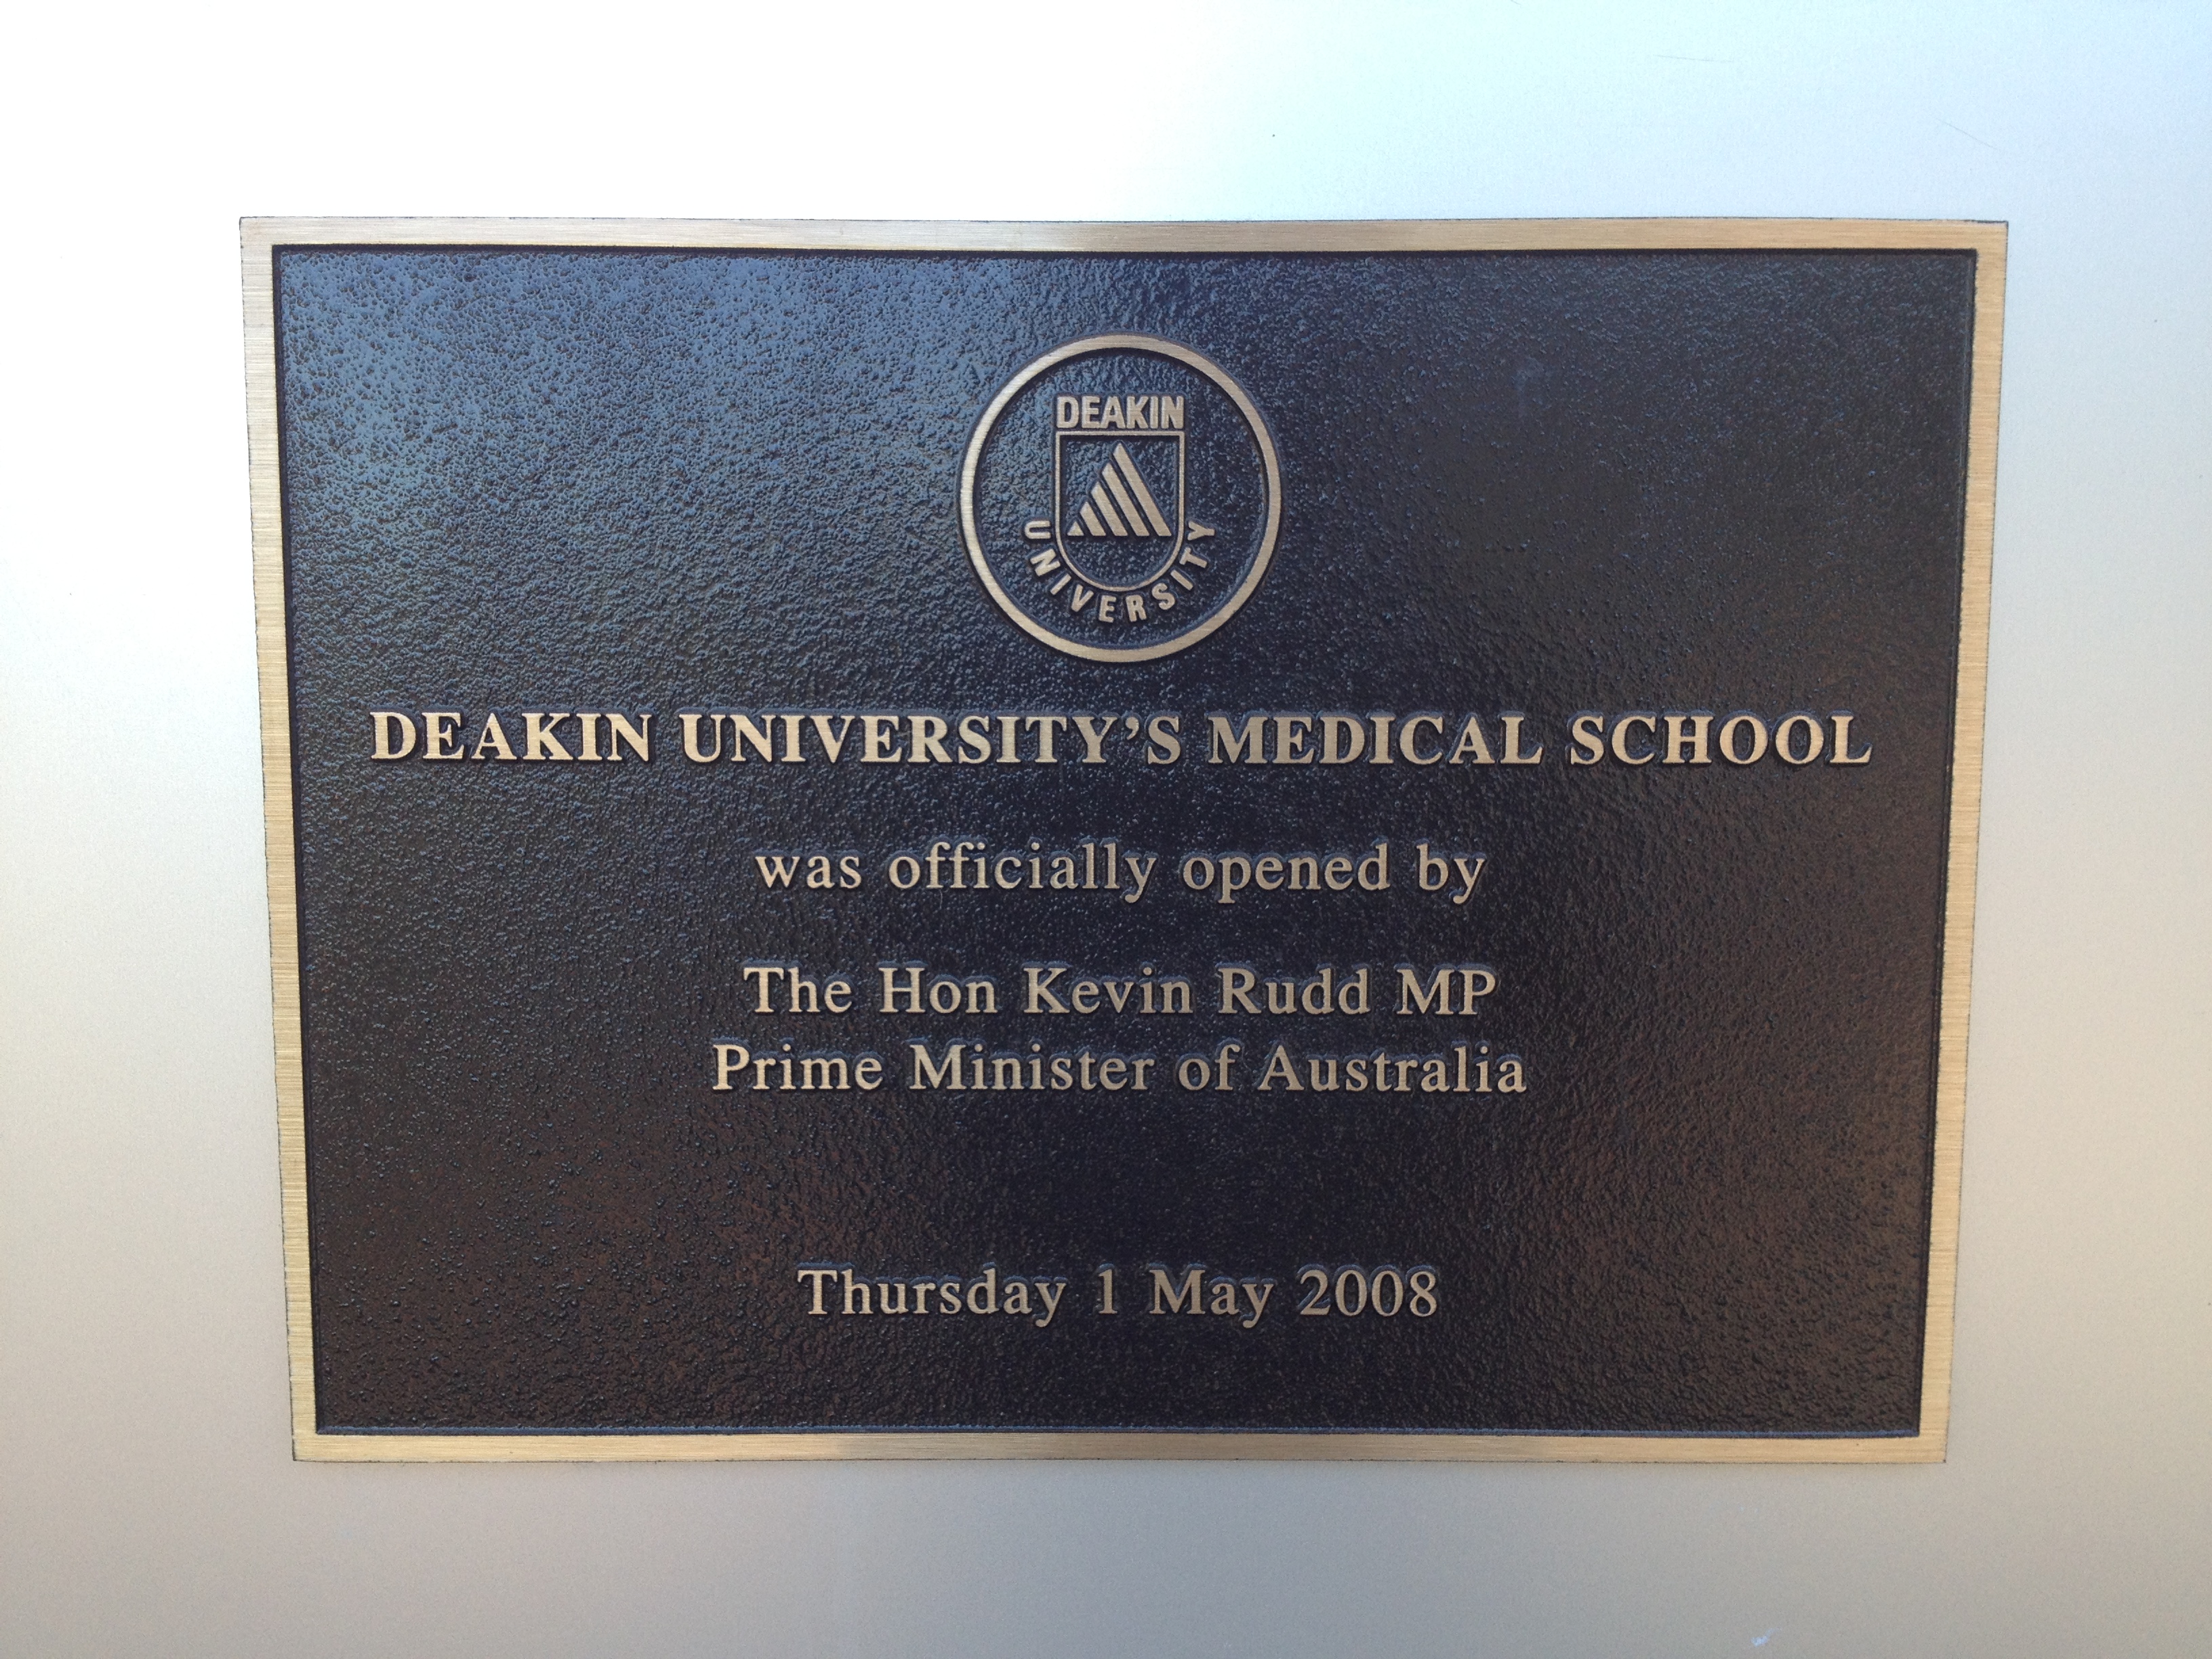 DEAKIN
UNIVERSITY
DEAKIN UNIVERSITY'S MEDICAL SCHOOL
was officially opened by
The Hon Kevin Rudd MP
Prime Minister of Australia
Thursday 1 May 2008